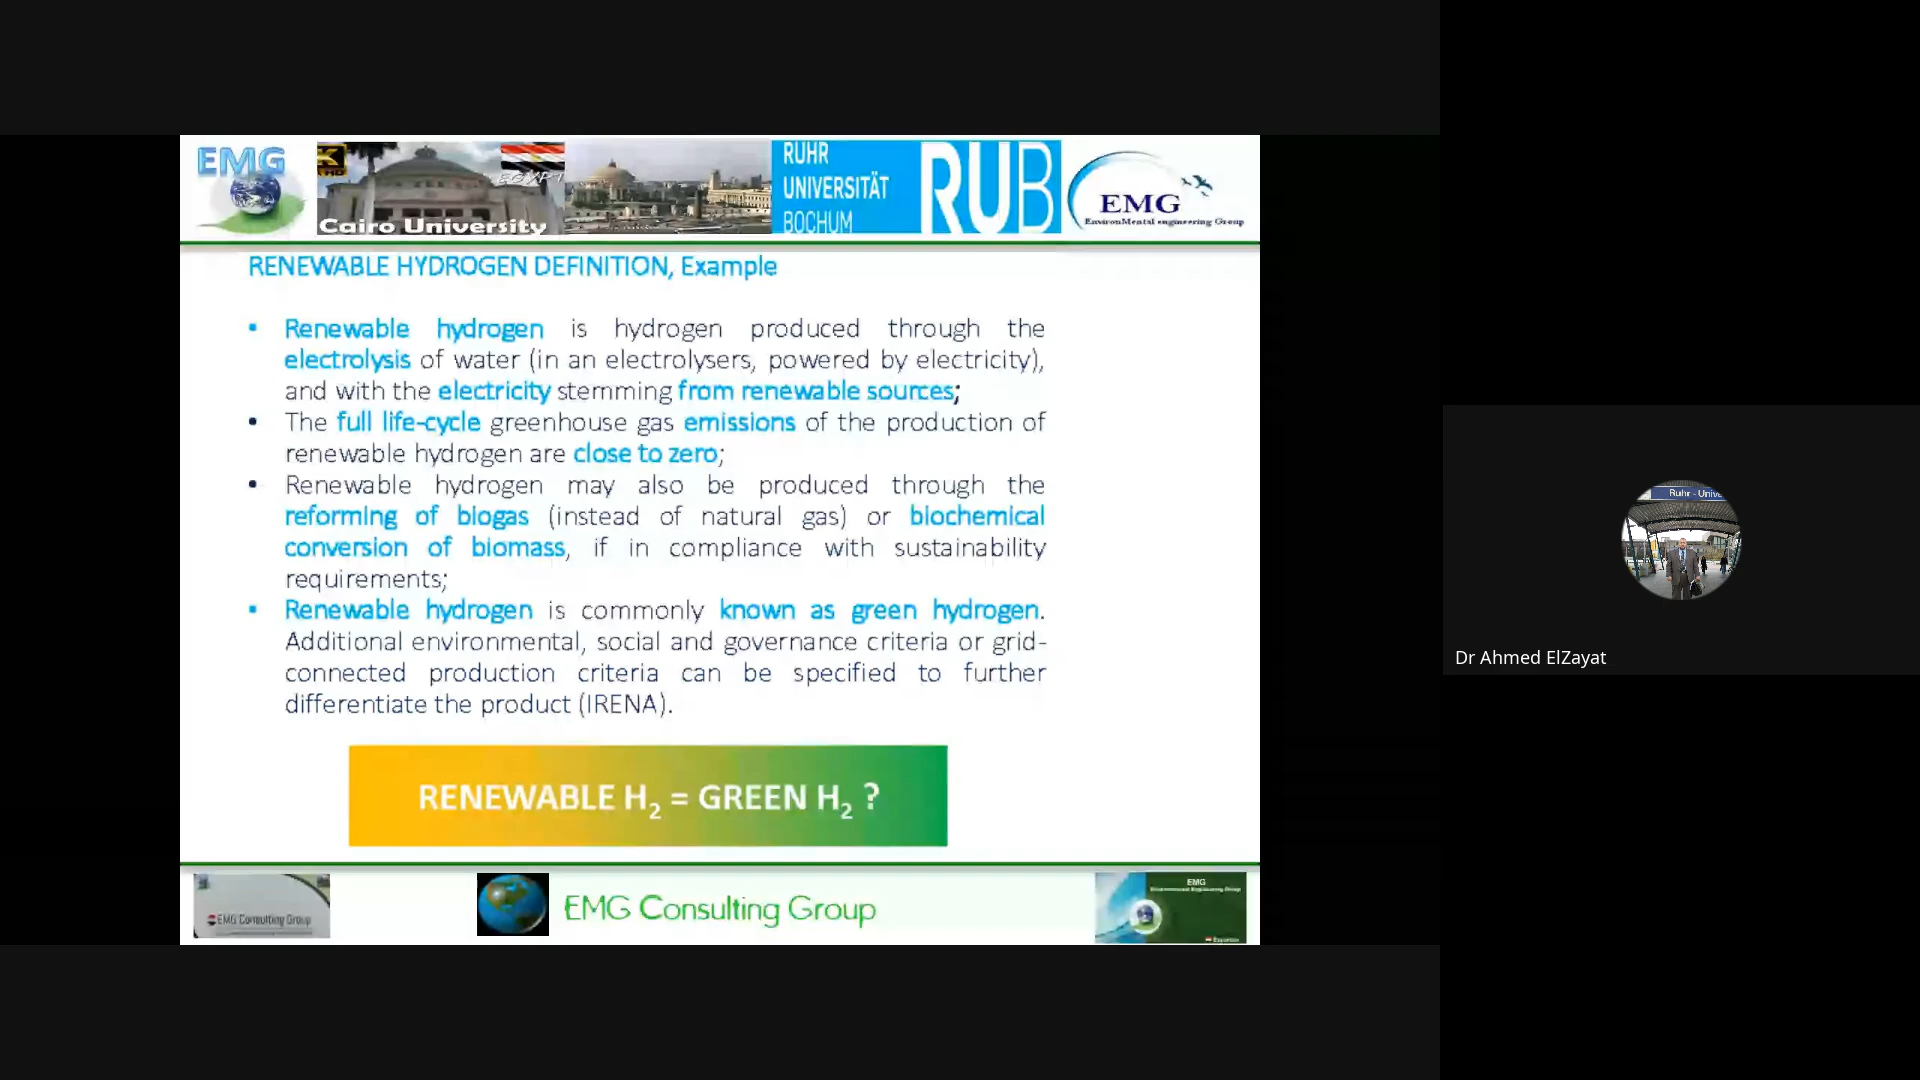 EMG
K
HD
EGYPT
Cairo University
RUHR
UNIVERSITÄT
BOCHUM
RUB
EMG
EnvironMental engineering Group
RENEWABLE HYDROGEN DEFINITION, Example
• Renewable hydrogen is hydrogen produced through the
electrolysis of water (in an electrolysers, powered by electricity),
and with the electricity stemming from renewable sources;
• The full life-cycle greenhouse gas emissions of the production of
renewable hydrogen are close to zero;
• Renewable hydrogen may also be produced through the
reforming of biogas (instead of natural gas) or biochemical
conversion of biomass, if in compliance with sustainability
requirements;
• Renewable hydrogen is commonly known as green hydrogen.
Additional environmental, social and governance criteria or grid-
connected production criteria can be specified to further
differentiate the product (IRENA).
RENEWABLE H₂ = GREEN H₂ ?
EMG Consulting Group
EMG Consulting Group
EMG
Environmental Engineering Group
Ruhr - Unive
Dr Ahmed ElZayat